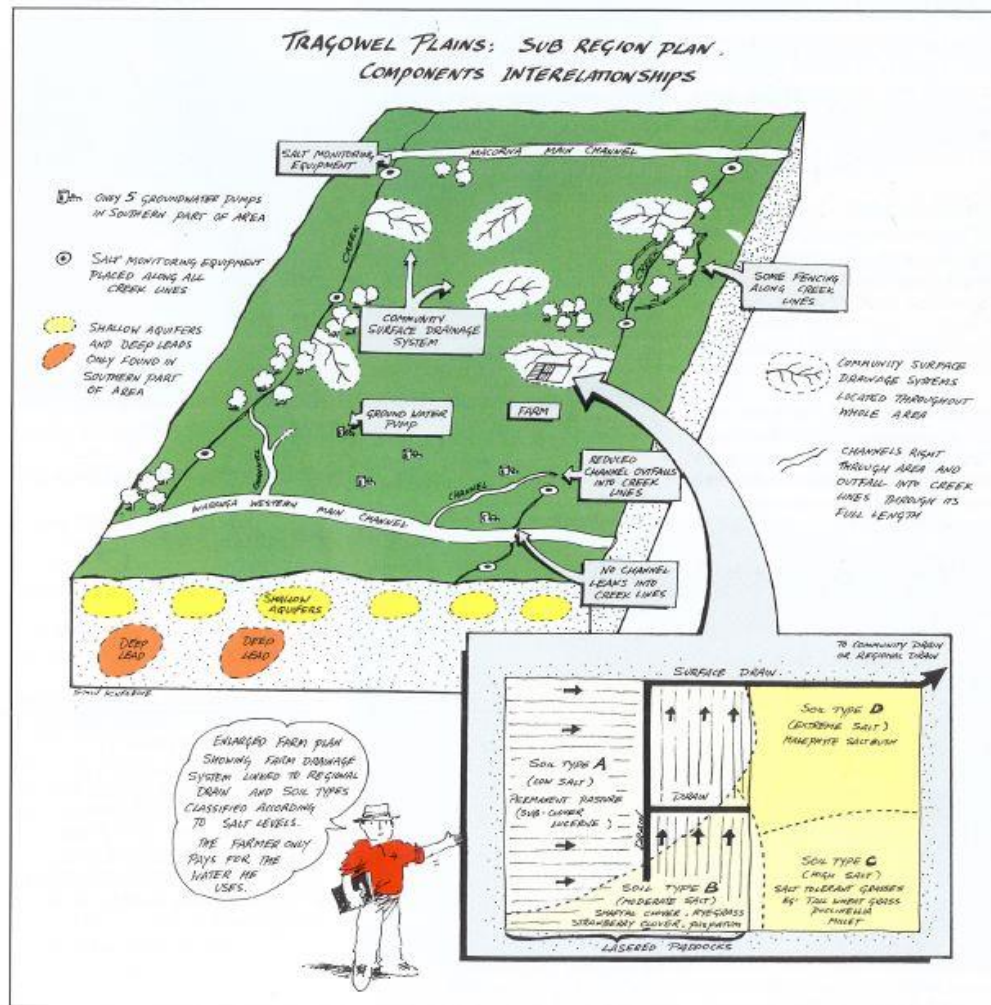 TRAGOWEL PLAINS: SUB REGION PLAN.
COMPONENTS INTERELATIONSHIPS
SALT MONITORING
EQUIPMENT
MACORNA MAIN CHANNEL
ONLY 5 GROUNDWATER PUMPS
IN SOUTHERN PART OF AREA
SALT MONITORING EQUIPMENT
PLACED ALONG ALL
CREEK LINES
SHALLOW AQUIFERS
AND DEEP LEADS
ONLY FOUND IN
SOUTHERN PART
OF AREA
CREEK
CREEK
SOME FENCING
ALONG CREEK
LINES
COMMUNITY
SURFACE DRAINAGE
SYSTEM
COMMUNITY SURFACE
DRAINAGE SYSTEMS
LOCATED THROUGHOUT
WHOLE AREA
GROUND WATER
PUMP
FARM
REDUCED
CHANNEL OUTFALLS
INTO CREEK
LINES
CHANNELS RIGHT
THROUGH AREA AND
OUTFALL INTO CREEK
LINES THROUGH ITS
FULL LENGTH
CHANNEL
CHANNEL
WARANGA WESTERN MAIN CHANNEL
NO CHANNEL
LEAKS INTO
CREEK LINES
SHALLOW
AQUIFERS
DEEP
LEAD
DEEP
LEAD
TO COMMUNITY DRAIN
OR REGIONAL DRAIN
SURFACE DRAIN
SOIL TYPE A
(LOW SALT)
PERMANENT PASTURE
(SUB-CLOVER
LUCERNE)
DRAIN
DRAIN
SOIL TYPE D
(EXTREME SALT)
HALEPHYTE SALTBUSH
SOIL TYPE B
(MODERATE SALT)
SHAFTAL CLOVER, RYEGRASS
STRAWBERRY CLOVER, PASPALUM
SOIL TYPE C
(HIGH SALT)
SALT TOLERANT GRASSES
EG: TALL WHEAT GRASS
PUCCINELLIA
MILLET
LASERED PADDOCKS
ENLARGED FARM PLAN
SHOWING FARM DRAINAGE
SYSTEM LINKED TO REGIONAL
DRAIN AND SOIL TYPES
CLASSIFIED ACCORDING
TO SALT LEVELS.
THE FARMER ONLY
PAYS FOR THE
WATER HE
USES.